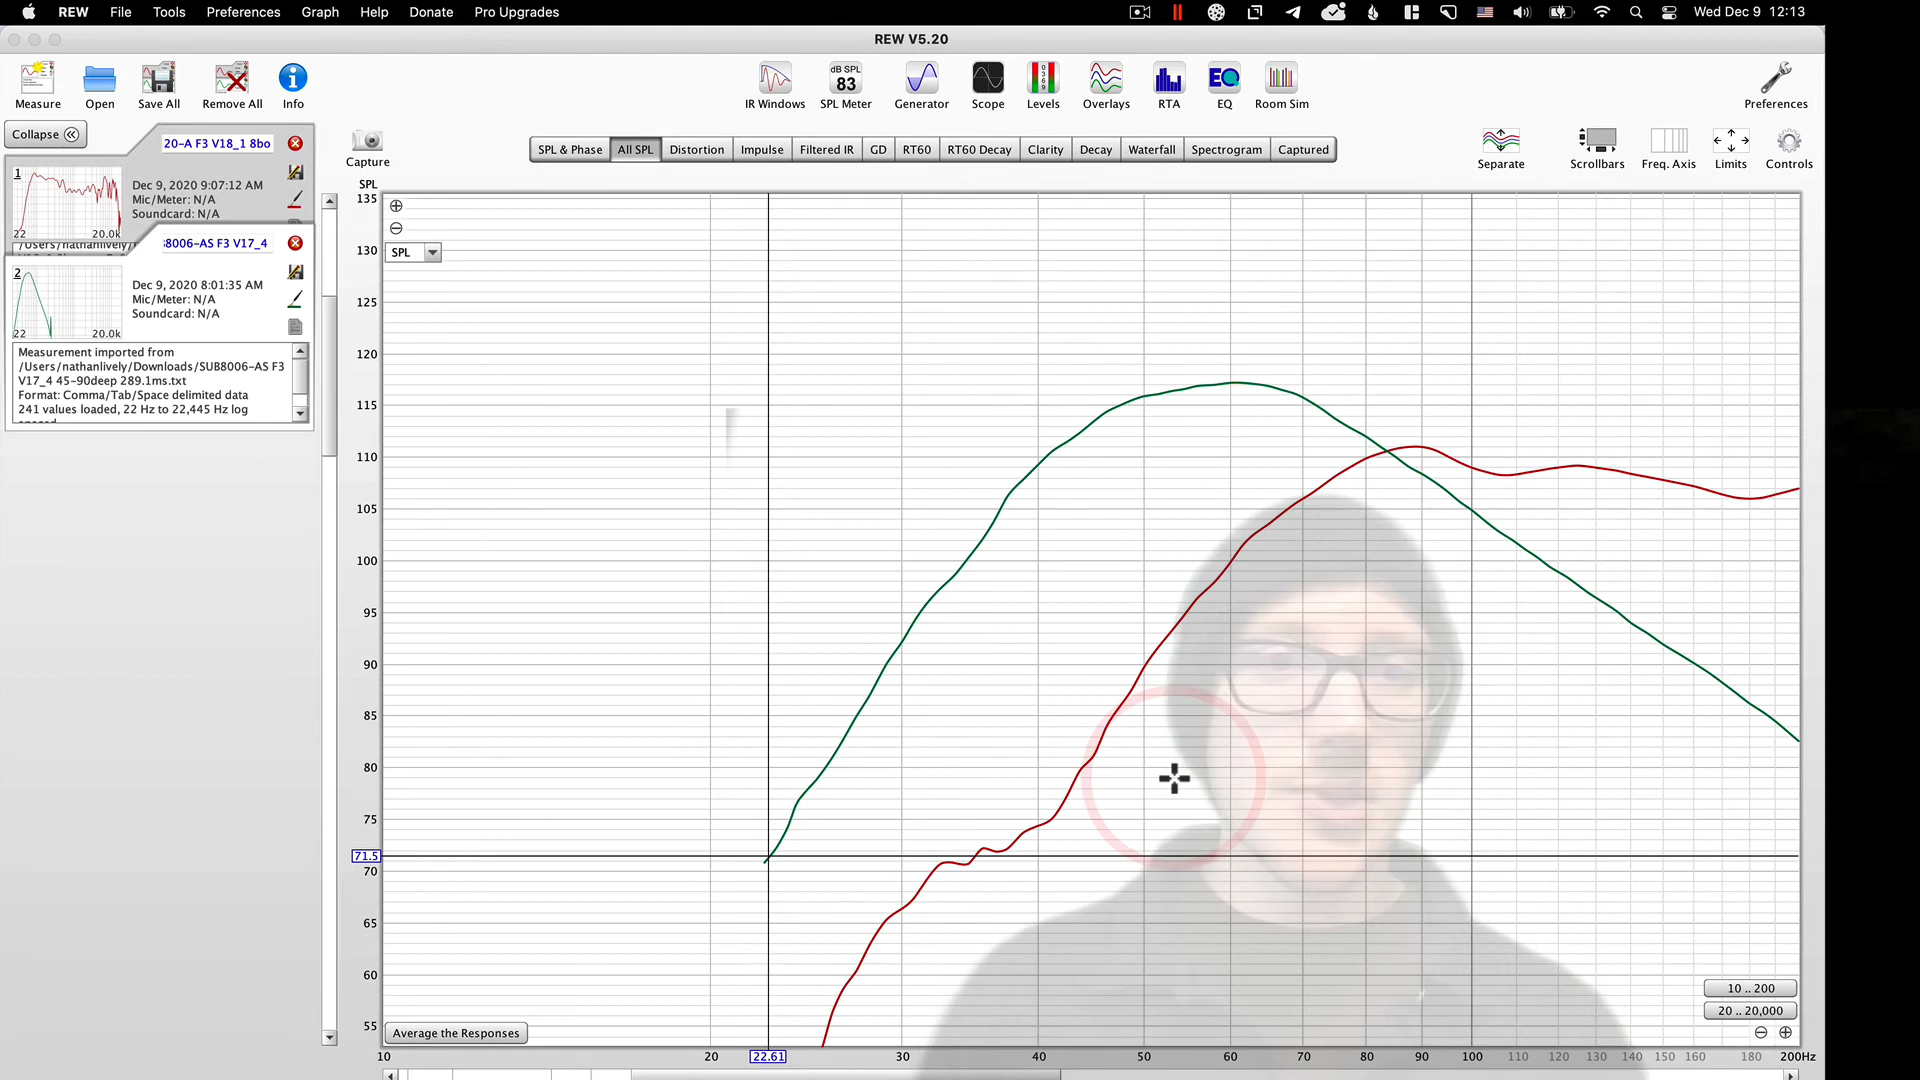 REW File Tools Preferences Graph Help Donate Pro Upgrades Wed Dec 9 12:13
REW V5.20
Measure Open Save All Remove All Info
dB SPL
83
IR Windows SPL Meter Generator Scope Levels Overlays RTA EQ Room Sim Preferences
Collapse
20-A F3 V18_1 8bo
1
Dec 9, 2020 9:07:12 AM
Mic/Meter: N/A
Soundcard: N/A
22 20.0k
8006-AS F3 V17_4
2
Dec 9, 2020 8:01:35 AM
Mic/Meter: N/A
Soundcard: N/A
22 20.0k
Measurement imported from
/Users/nathanlively/Downloads/SUB8006-AS F3
V17_4 45-90deep 289.1ms.txt
Format: Comma/Tab/Space delimited data
241 values loaded, 22 Hz to 22,445 Hz log
Capture
SPL & Phase All SPL Distortion Impulse Filtered IR GD RT60 RT60 Decay Clarity Decay Waterfall Spectrogram Captured
Separate Scrollbars Freq. Axis Limits Controls
SPL
135
130
SPL
125
120
115
110
105
100
95
90
85
80
75
71.5
70
65
60
55
10 .. 200
20 .. 20,000
Average the Responses
10 20 22.61 30 40 50 60 70 80 100 110 120 130 140 150 160 180 200Hz